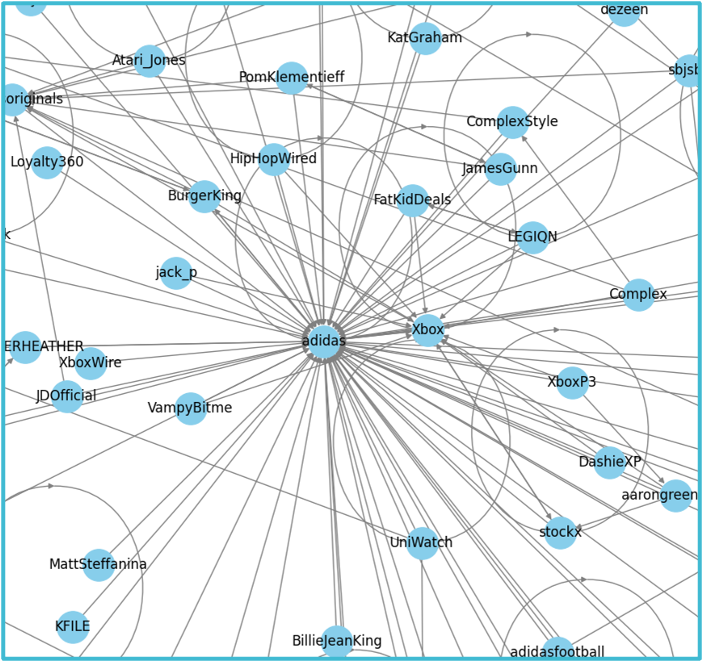 dezeen
KatGraham
Atari_Jones
sbjsb
PomKlementieff
originals
ComplexStyle
HipHopWired
Loyalty360
JamesGunn
BurgerKing
FatKidDeals
k
LEGIQN
jack_p
Complex
Xbox
adidas
ERHEATHER
XboxWire
XboxP3
JDOfficial
VampyBitme
DashieXP
aarongreen
stockx
UniWatch
MattSteffanina
KFILE
BillieJeanKing
adidasfootball